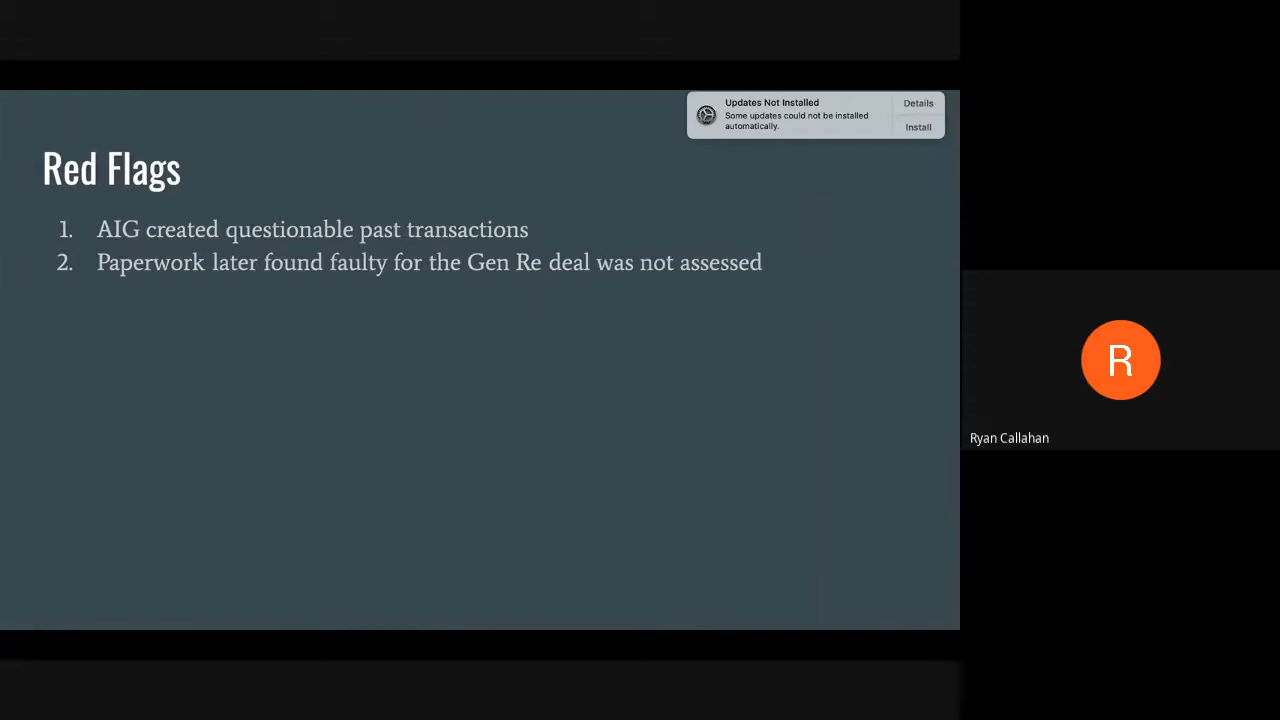 Updates Not Installed
Some updates could not be installed
automatically.
Details
Install
Red Flags
1. AIG created questionable past transactions
2. Paperwork later found faulty for the Gen Re deal was not assessed
R
Ryan Callahan